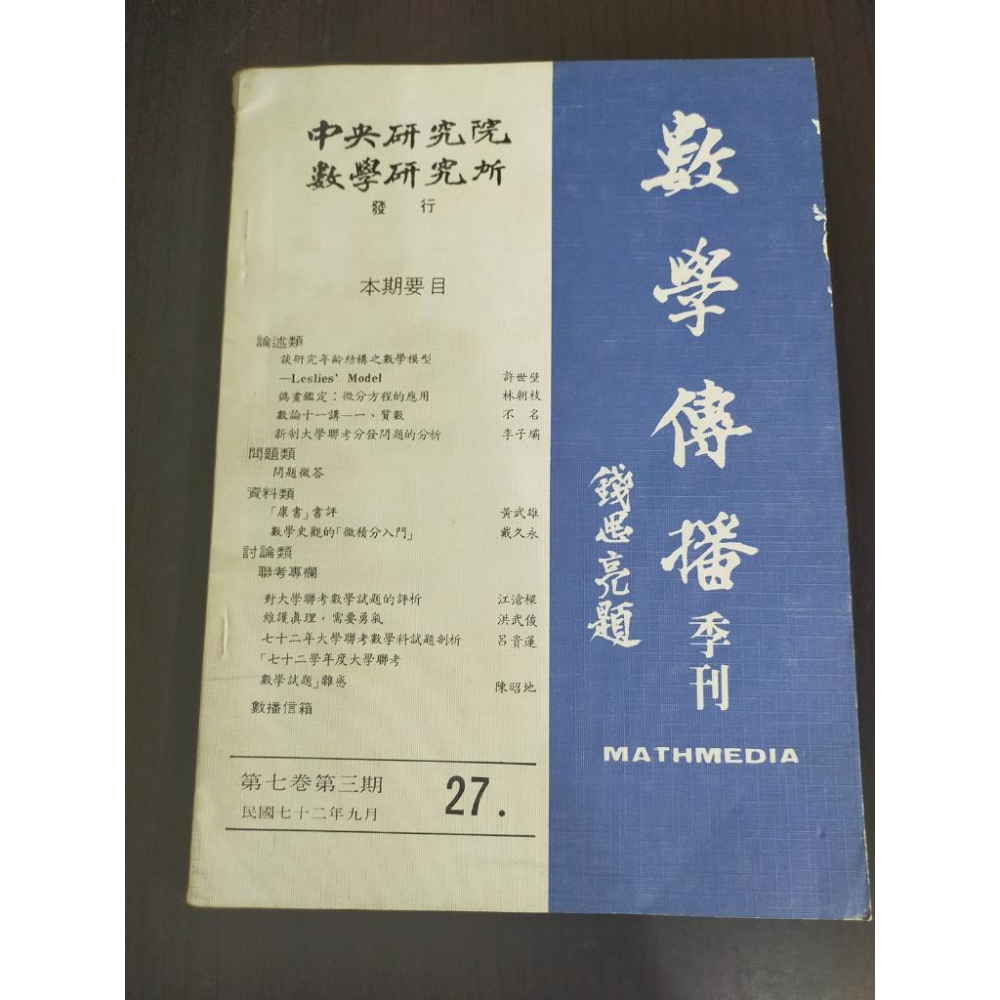 中央研究院
數學研究所
發行
本期要目
論述類
談研究年齡結構之數學模型
—Leslies' Model 許世壁
偽畫鑑定：微分方程的應用 林朝枝
數論十一講—一、質數 不名
新制大學聯考分發問題的分析 李子壩
問題類
問題徵答
資料類
「康書」書評 黃武雄
數學史觀的「微積分入門」 戴久永
討論類
聯考專欄
對大學聯考數學試題的評析 江滄樑
維護眞理，需要勇氣 洪武俊
七十二年大學聯考數學科試題剖析 呂貴蓮
「七十二學年度大學聯考
數學試題」雜感 陳昭地
數播信箱
第七卷第三期
民國七十二年九月
27.
數學傳播季刊
錢思亮題
MATHMEDIA